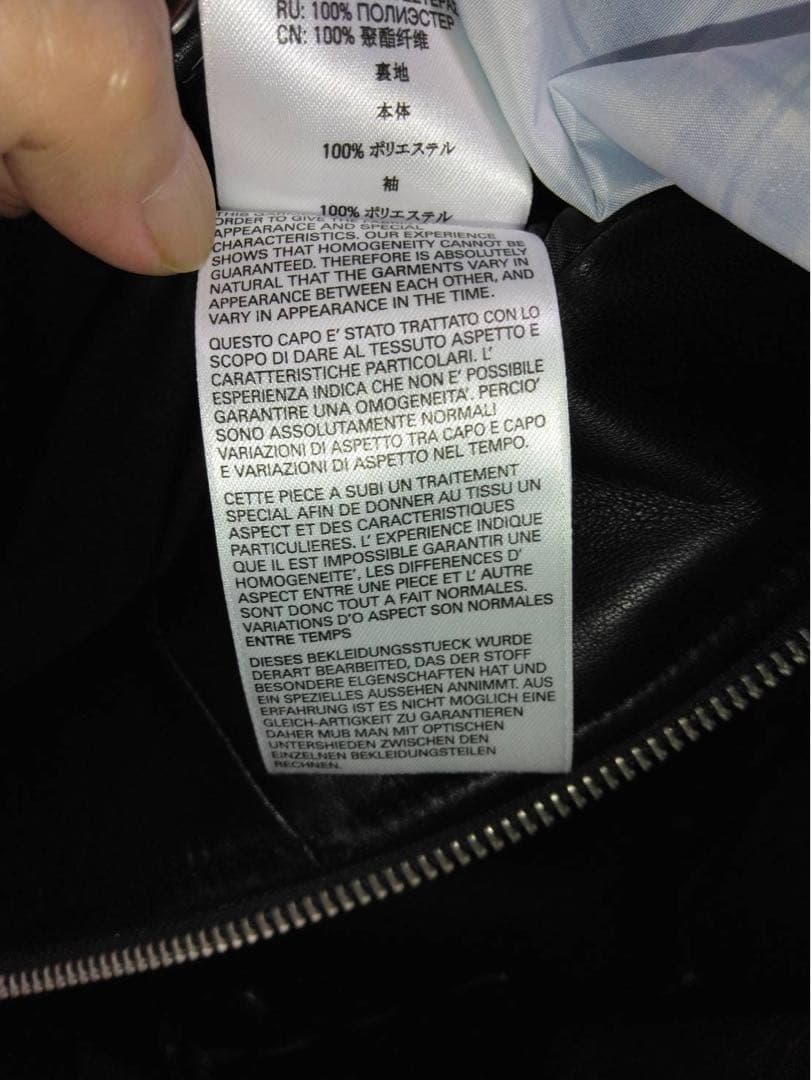 RU: 100% ПОЛИЭСТЕР
CN: 100% 聚酯纤维
裏地
本体
100% ポリエステル
袖
100% ポリエステル
ORDER TO GIVE THE
APPEARANCE AND SPECIAL
CHARACTERISTICS. OUR EXPERIENCE
SHOWS THAT HOMOGENEITY CANNOT BE
GUARANTEED. THEREFORE IS ABSOLUTELY
NATURAL THAT THE GARMENTS VARY IN
APPEARANCE BETWEEN EACH OTHER, AND
VARY IN APPEARANCE IN THE TIME.
QUESTO CAPO E' STATO TRATTATO CON LO
SCOPO DI DARE AL TESSUTO ASPETTO E
CARATTERISTICHE PARTICOLARI. L'
ESPERIENZA INDICA CHE NON E' POSSIBILE
GARANTIRE UNA OMOGENEITA'. PERCIO'
SONO ASSOLUTAMENTE NORMALI
VARIAZIONI DI ASPETTO TRA CAPO E CAPO
E VARIAZIONI DI ASPETTO NEL TEMPO.
CETTE PIECE A SUBI UN TRAITEMENT
SPECIAL AFIN DE DONNER AU TISSU UN
ASPECT ET DES CARACTERISTIQUES
PARTICULIERES. L' EXPERIENCE INDIQUE
QUE IL EST IMPOSSIBLE GARANTIR UNE
HOMOGENEITE', LES DIFFERENCES D'
ASPECT ENTRE UNE PIECE ET L' AUTRE
SONT DONC TOUT A FAIT NORMALES.
VARIATIONS D'O ASPECT SON NORMALES
ENTRE TEMPS
DIESES BEKLEIDUNGSSTUECK WURDE
DERART BEARBEITED, DAS DER STOFF
BESONDERE ELGENSCHAFTEN HAT UND
EIN SPEZIELLES AUSSEHEN ANNIMMT. AUS
ERFAHRUNG IST ES NICHT MOGLICH EINE
GLEICH-ARTIGKEIT ZU GARANTIEREN
DAHER MUB MAN MIT OPTISCHEN
UNTERSHIEDEN ZWISCHEN DEN
EINZELNEN BEKLEIDUNGSTEILEN
RECHNEN.